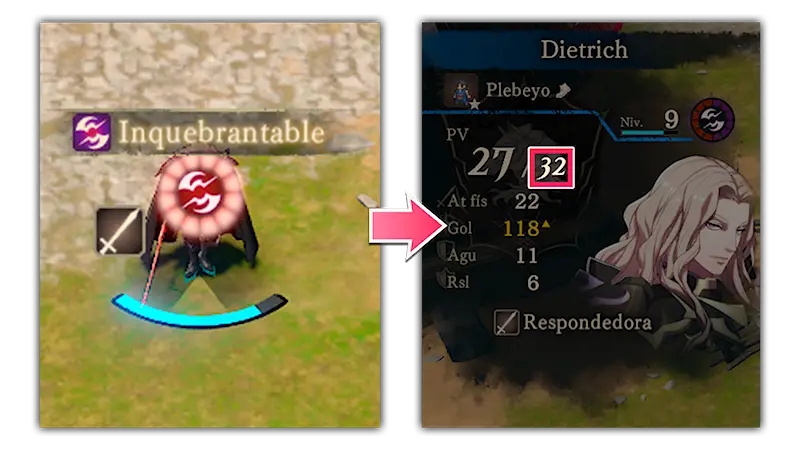 Inquebrantable
Dietrich
Plebeyo
Niv. 9
PV
27/32
At fís 22
Gol 118
Agu 11
Rsl 6
Respondedora